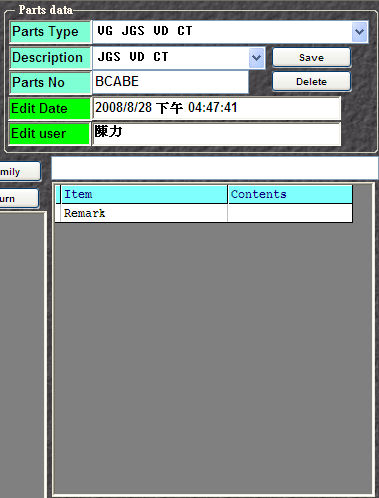 Parts data
Parts Type VG JGS VD CT
Description JGS VD CT Save
Parts No BCABE Delete
Edit Date 2008/8/28 下午 04:47:41
Edit user 陳力
mily
urn
Item Contents
Remark